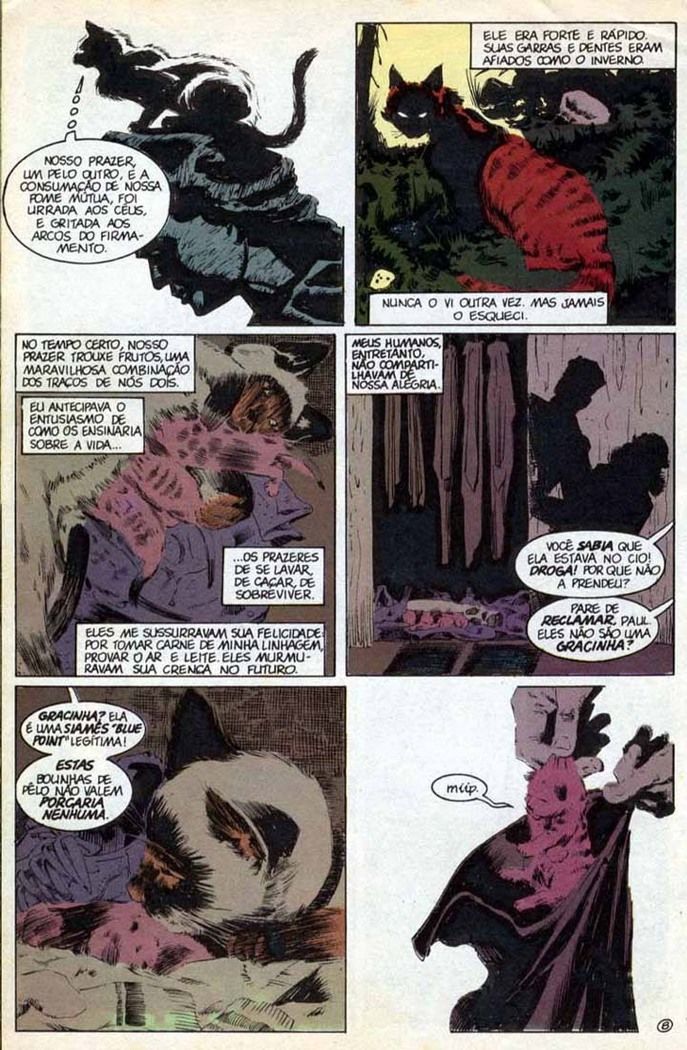 NOSSO PRAZER,
UM PELO OUTRO, E A
CONSUMAÇÃO DE NOSSA
FOME MÚTUA, FOI
URRADA AOS CÉUS,
E GRITADA AOS
ARCOS DO FIRMA-
MENTO.
ELE ERA FORTE E RÁPIDO.
SUAS GARRAS E DENTES ERAM
AFIADOS COMO O INVERNO.
NUNCA O VI OUTRA VEZ. MAS JAMAIS
O ESQUECI.
NO TEMPO CERTO, NOSSO
PRAZER TROUXE FRUTOS, UMA
MARAVILHOSA COMBINAÇÃO
DOS TRAÇOS DE NÓS DOIS.
EU ANTECIPAVA O
ENTUSIASMO DE
COMO OS ENSINARIA
SOBRE A VIDA...
...OS PRAZERES
DE SE LAVAR,
DE CAÇAR, DE
SOBREVIVER.
ELES ME SUSSURRAVAM SUA FELICIDADE
POR TOMAR CARNE DE MINHA LINHAGEM,
PROVAR O AR E LEITE. ELES MURMU-
RAVAM SUA CRENÇA NO FUTURO.
MEUS HUMANOS,
ENTRETANTO,
NÃO COMPARTI-
LHAVAM DE
NOSSA ALEGRIA.
VOCÊ SABIA QUE
ELA ESTAVA NO CIO!
DROGA! POR QUE NÃO
A PRENDEU?
PARE DE
RECLAMAR, PAUL.
ELES NÃO SÃO UMA
GRACINHA?
GRACINHA? ELA
É UMA SIAMÊS "BLUE
POINT" LEGÍTIMA!
ESTAS
BOLINHAS DE
PÊLO NÃO VALEM
PORCARIA
NENHUMA.
miip.
8